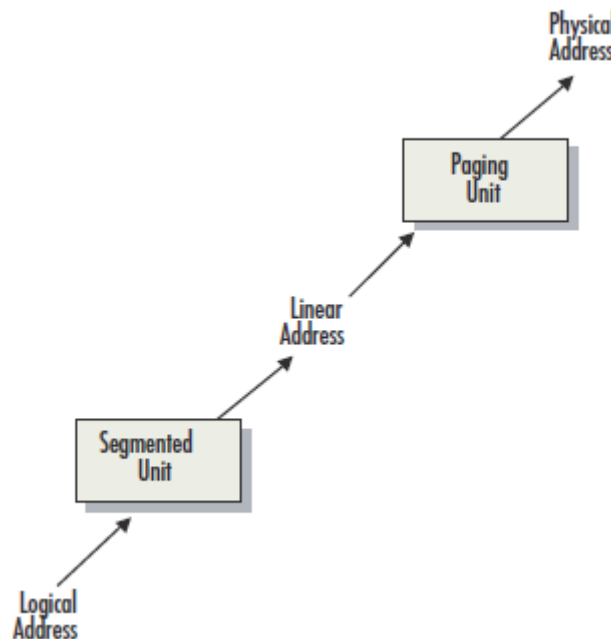 Physical
Address
Paging
Unit
Linear
Address
Segmented
Unit
Logical
Address